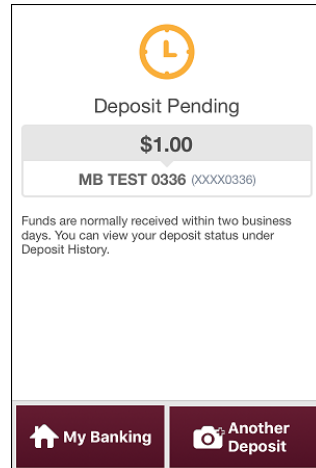 Deposit Pending
$1.00
MB TEST 0336 (XXXX0336)
Funds are normally received within two business
days. You can view your deposit status under
Deposit History.
My Banking
Another
Deposit